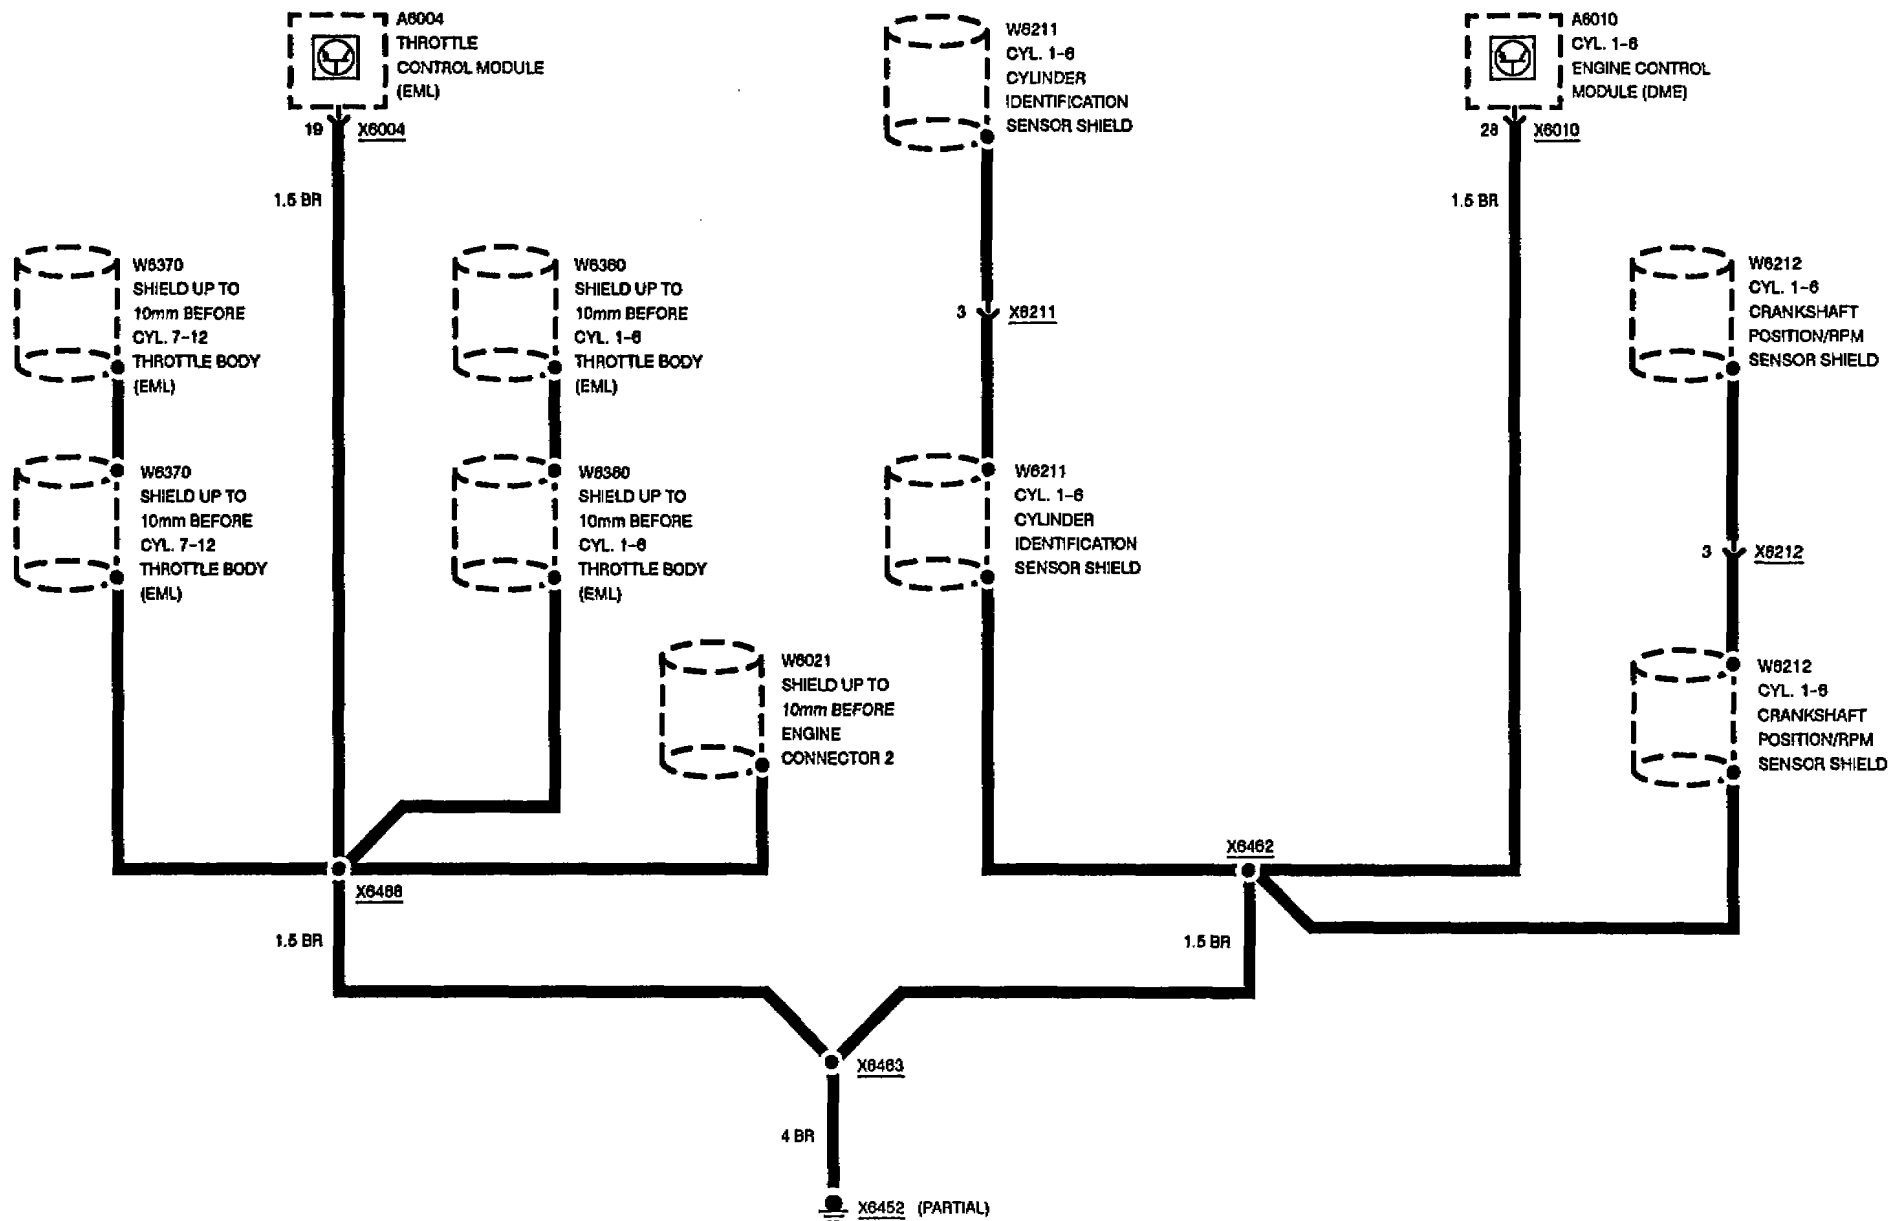 A6004
THROTTLE
CONTROL MODULE
(EML)
19
X6004
1.5 BR
W6211
CYL. 1-6
CYLINDER
IDENTIFICATION
SENSOR SHIELD
A6010
CYL. 1-6
ENGINE CONTROL
MODULE (DME)
28
X6010
1.5 BR
W6370
SHIELD UP TO
10mm BEFORE
CYL. 7-12
THROTTLE BODY
(EML)
W6360
SHIELD UP TO
10mm BEFORE
CYL. 1-6
THROTTLE BODY
(EML)
3
X6211
W6212
CYL. 1-6
CRANKSHAFT
POSITION/RPM
SENSOR SHIELD
W6370
SHIELD UP TO
10mm BEFORE
CYL. 7-12
THROTTLE BODY
(EML)
W6360
SHIELD UP TO
10mm BEFORE
CYL. 1-6
THROTTLE BODY
(EML)
W6211
CYL. 1-6
CYLINDER
IDENTIFICATION
SENSOR SHIELD
3
X6212
W6021
SHIELD UP TO
10mm BEFORE
ENGINE
CONNECTOR 2
W6212
CYL. 1-6
CRANKSHAFT
POSITION/RPM
SENSOR SHIELD
X6462
1.5 BR
1.5 BR
X6463
4 BR
X6452 (PARTIAL)